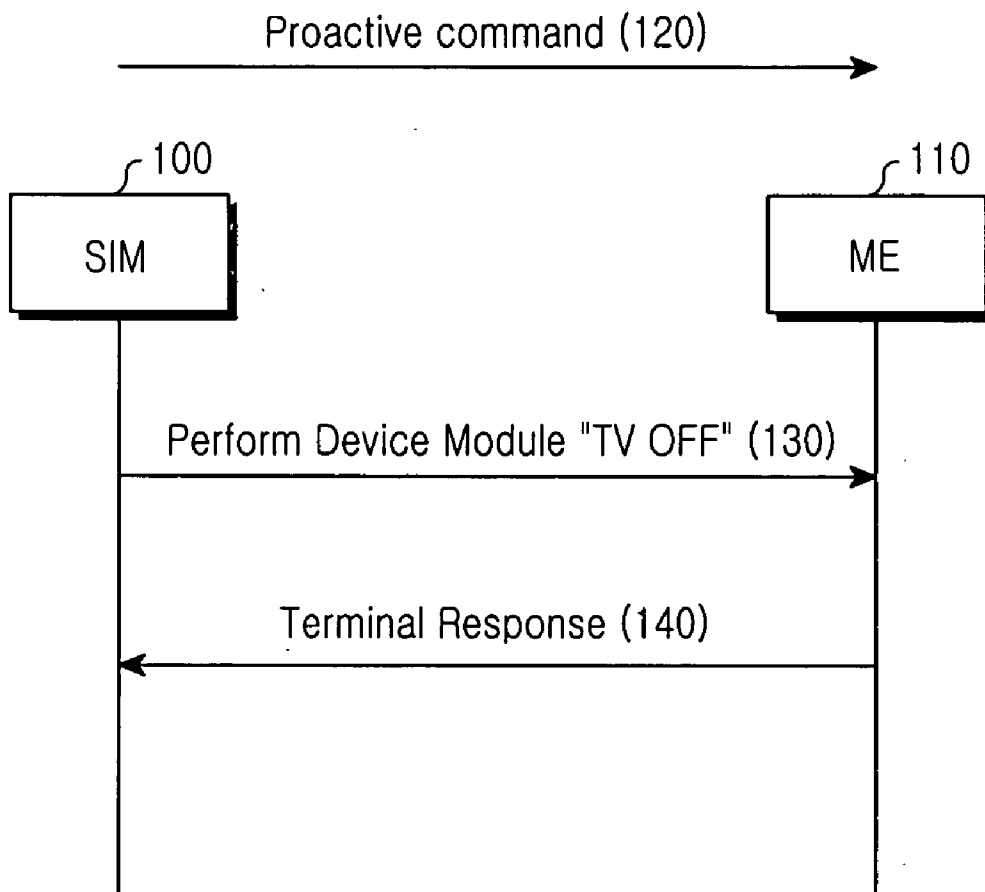 Proactive command (120)
100
110
SIM
ME
Perform Device Module "TV OFF" (130)
Terminal Response (140)